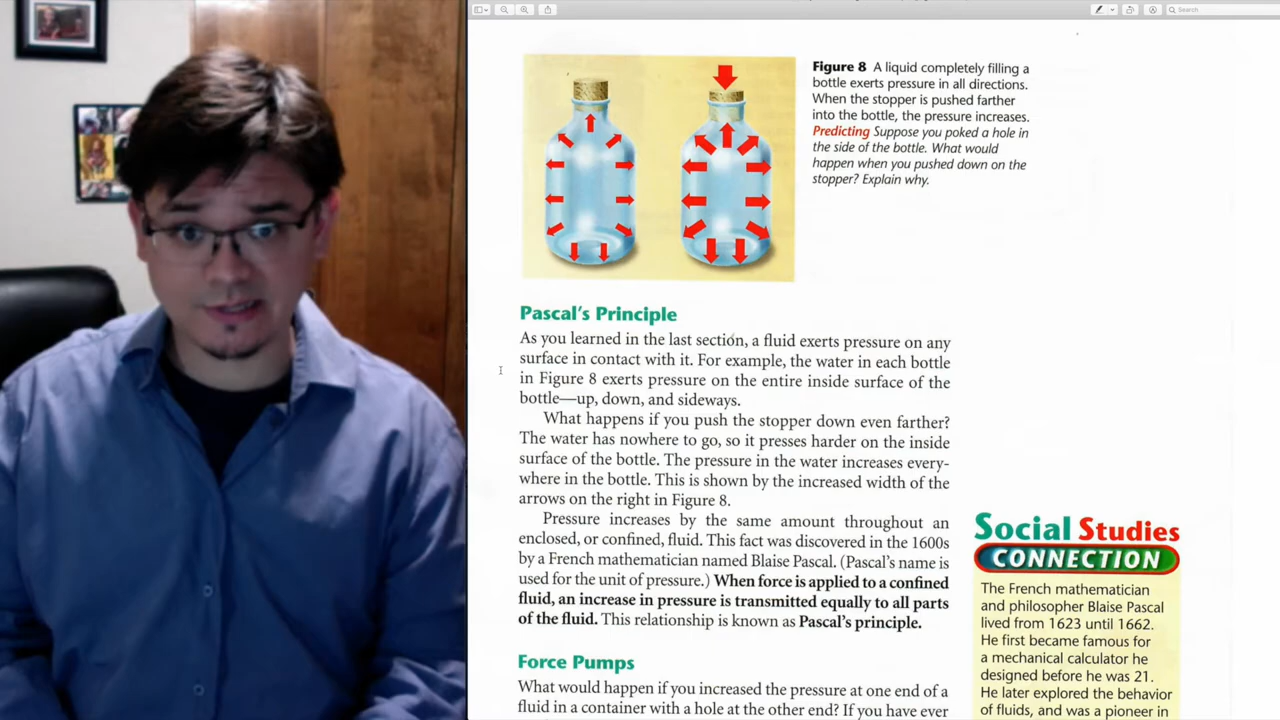 Search
Figure 8 A liquid completely filling a
bottle exerts pressure in all directions.
When the stopper is pushed farther
into the bottle, the pressure increases.
Predicting Suppose you poked a hole in
the side of the bottle. What would
happen when you pushed down on the
stopper? Explain why.
Pascal's Principle
As you learned in the last section, a fluid exerts pressure on any
surface in contact with it. For example, the water in each bottle
in Figure 8 exerts pressure on the entire inside surface of the
bottle—up, down, and sideways.
What happens if you push the stopper down even farther?
The water has nowhere to go, so it presses harder on the inside
surface of the bottle. The pressure in the water increases every-
where in the bottle. This is shown by the increased width of the
arrows on the right in Figure 8.
Pressure increases by the same amount throughout an
enclosed, or confined, fluid. This fact was discovered in the 1600s
by a French mathematician named Blaise Pascal. (Pascal's name is
used for the unit of pressure.) When force is applied to a confined
fluid, an increase in pressure is transmitted equally to all parts
of the fluid. This relationship is known as Pascal's principle.
Force Pumps
What would happen if you increased the pressure at one end of a
fluid in a container with a hole at the other end? If you have ever
Social Studies
CONNECTION
The French mathematician
and philosopher Blaise Pascal
lived from 1623 until 1662.
He first became famous for
a mechanical calculator he
designed before he was 21.
He later explored the behavior
of fluids, and was a pioneer in